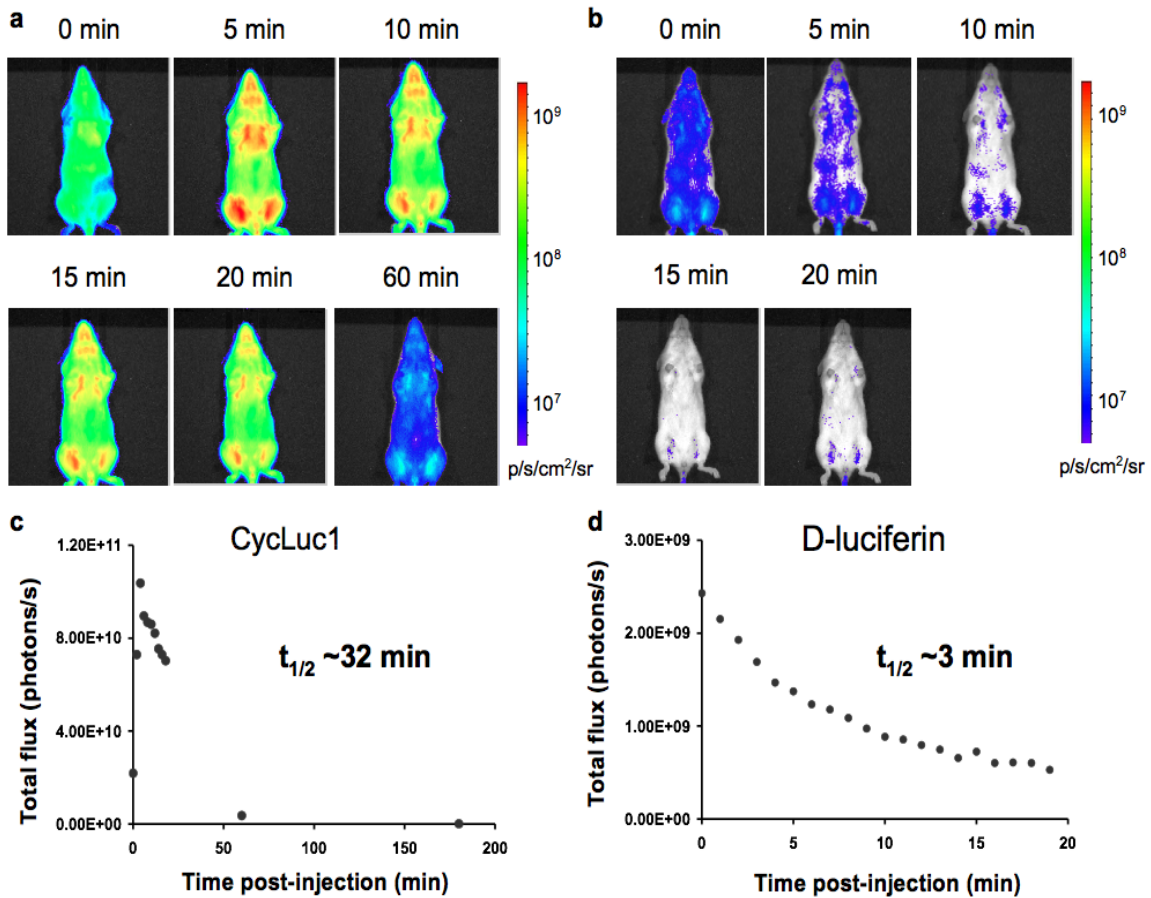 a
0 min 5 min 10 min
15 min 20 min 60 min
10⁹
10⁸
10⁷
p/s/cm²/sr
b
0 min 5 min 10 min
15 min 20 min
10⁹
10⁸
10⁷
p/s/cm²/sr
c
CycLuc1
Total flux (photons/s)
1.20E+11
8.00E+10
4.00E+10
0.00E+00
t1/2 ~32 min
0 50 100 150 200
Time post-injection (min)
d
D-luciferin
Total flux (photons/s)
3.00E+09
2.00E+09
1.00E+09
0.00E+00
t1/2 ~3 min
0 5 10 15 20
Time post-injection (min)